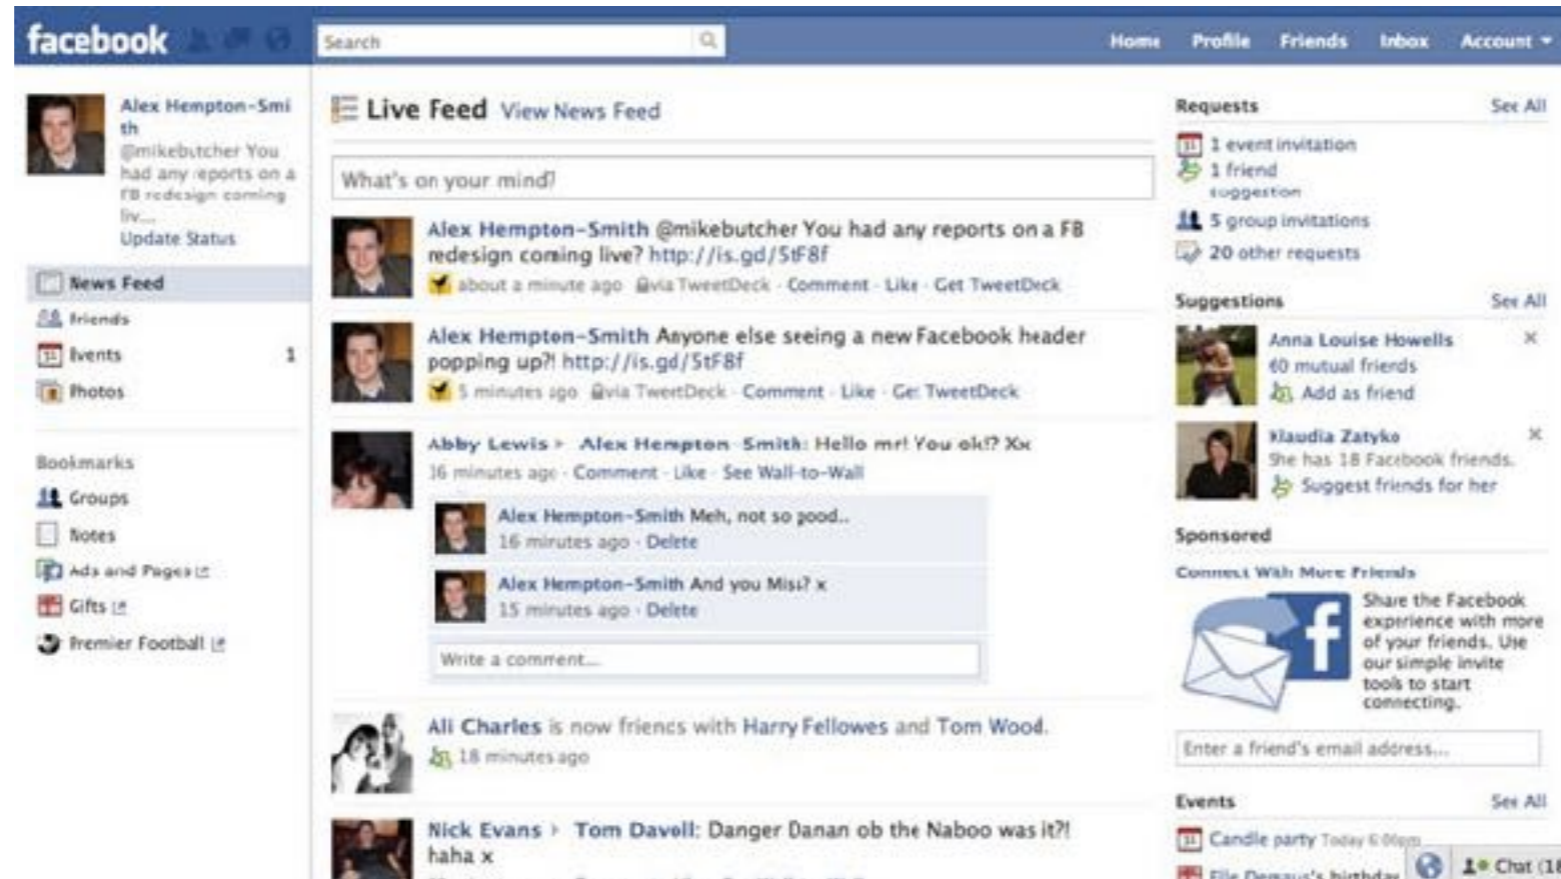 facebook
Search
Home Profile Friends Inbox Account
Alex Hempton-Smi
th
@mikebutcher You
had any reports on a
FB redesign coming
liv...
Update Status
News Feed
Friends
Events 1
Photos
Bookmarks
Groups
Notes
Ads and Pages
Gifts
Premier Football
Live Feed View News Feed
What's on your mind?
Alex Hempton-Smith @mikebutcher You had any reports on a FB
redesign coming live? http://is.gd/5tF8f
about a minute ago via TweetDeck · Comment · Like · Get TweetDeck
Alex Hempton-Smith Anyone else seeing a new Facebook header
popping up?! http://is.gd/5tF8f
5 minutes ago via TweetDeck · Comment · Like · Get TweetDeck
Abby Lewis ▸ Alex Hempton-Smith: Hello mr! You ok!? Xx
16 minutes ago · Comment · Like · See Wall-to-Wall
Alex Hempton-Smith Meh, not so good..
16 minutes ago · Delete
Alex Hempton-Smith And you Miss? x
15 minutes ago · Delete
Write a comment...
Ali Charles is now friends with Harry Fellowes and Tom Wood.
18 minutes ago
Nick Evans ▸ Tom Davoll: Danger Danan ob the Naboo was it?!
haha x
Requests See All
1 event invitation
1 friend
suggestion
5 group invitations
20 other requests
Suggestions See All
Anna Louise Howells
60 mutual friends
Add as friend
Klaudia Zatyko
She has 18 Facebook friends.
Suggest friends for her
Sponsored
Connect With More Friends
Share the Facebook
experience with more
of your friends. Use
our simple invite
tools to start
connecting.
Enter a friend's email address...
Events See All
Candle party Today 6:00pm
birthday
Chat (18